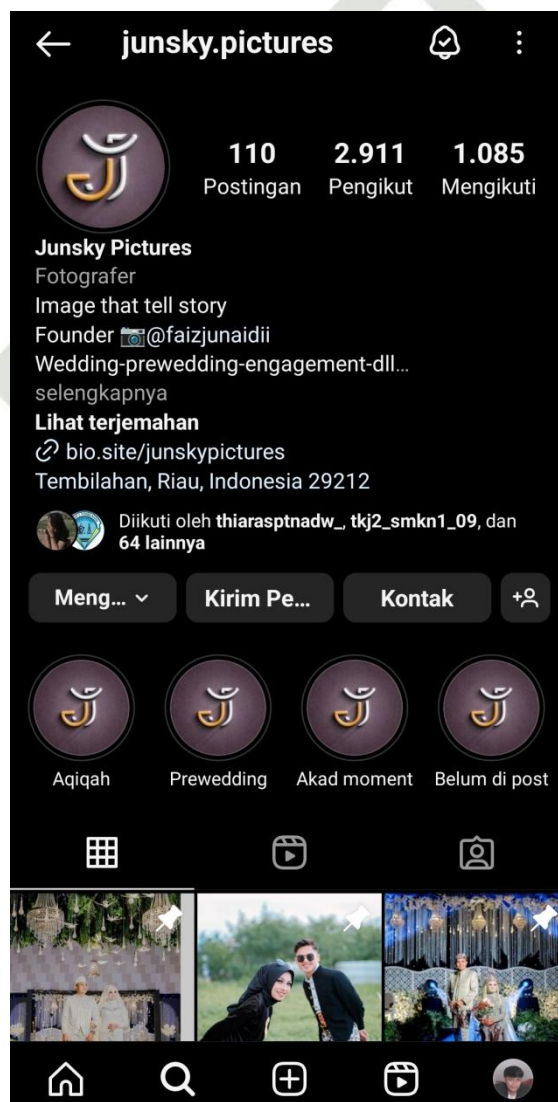 junsky.pictures
110 2.911 1.085
Postingan Pengikut Mengikuti
Junsky Pictures
Fotografer
Image that tell story
Founder 📷@faizjunaidii
Wedding-prewedding-engagement-dll...
selengkapnya
Lihat terjemahan
bio.site/junskypictures
Tembilahan, Riau, Indonesia 29212
Diikuti oleh thiarasptnadw_, tkj2_smkn1_09, dan
64 lainnya
Meng... Kirim Pe... Kontak
Aqiqah Prewedding Akad moment Belum di post